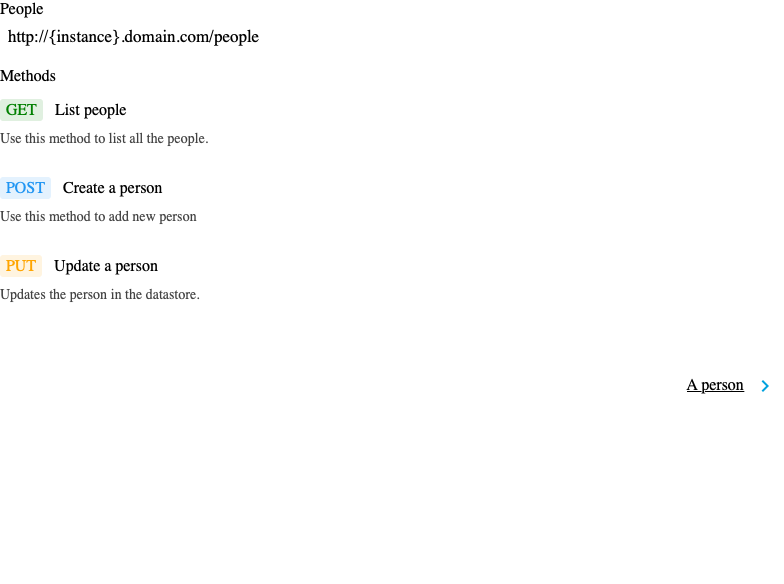 People
http://{instance}.domain.com/people
Methods
GET List people
Use this method to list all the people.
POST Create a person
Use this method to add new person
PUT Update a person
Updates the person in the datastore.
A person